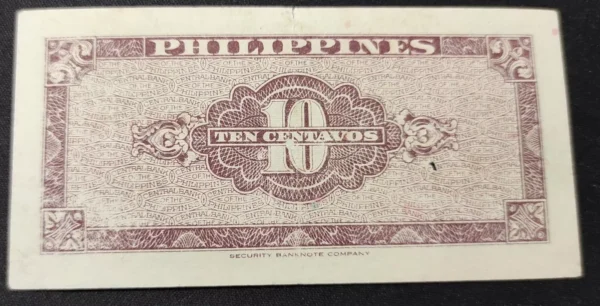 PHILIPPINES
10
TEN CENTAVOS
SECURITY BANKNOTE COMPANY